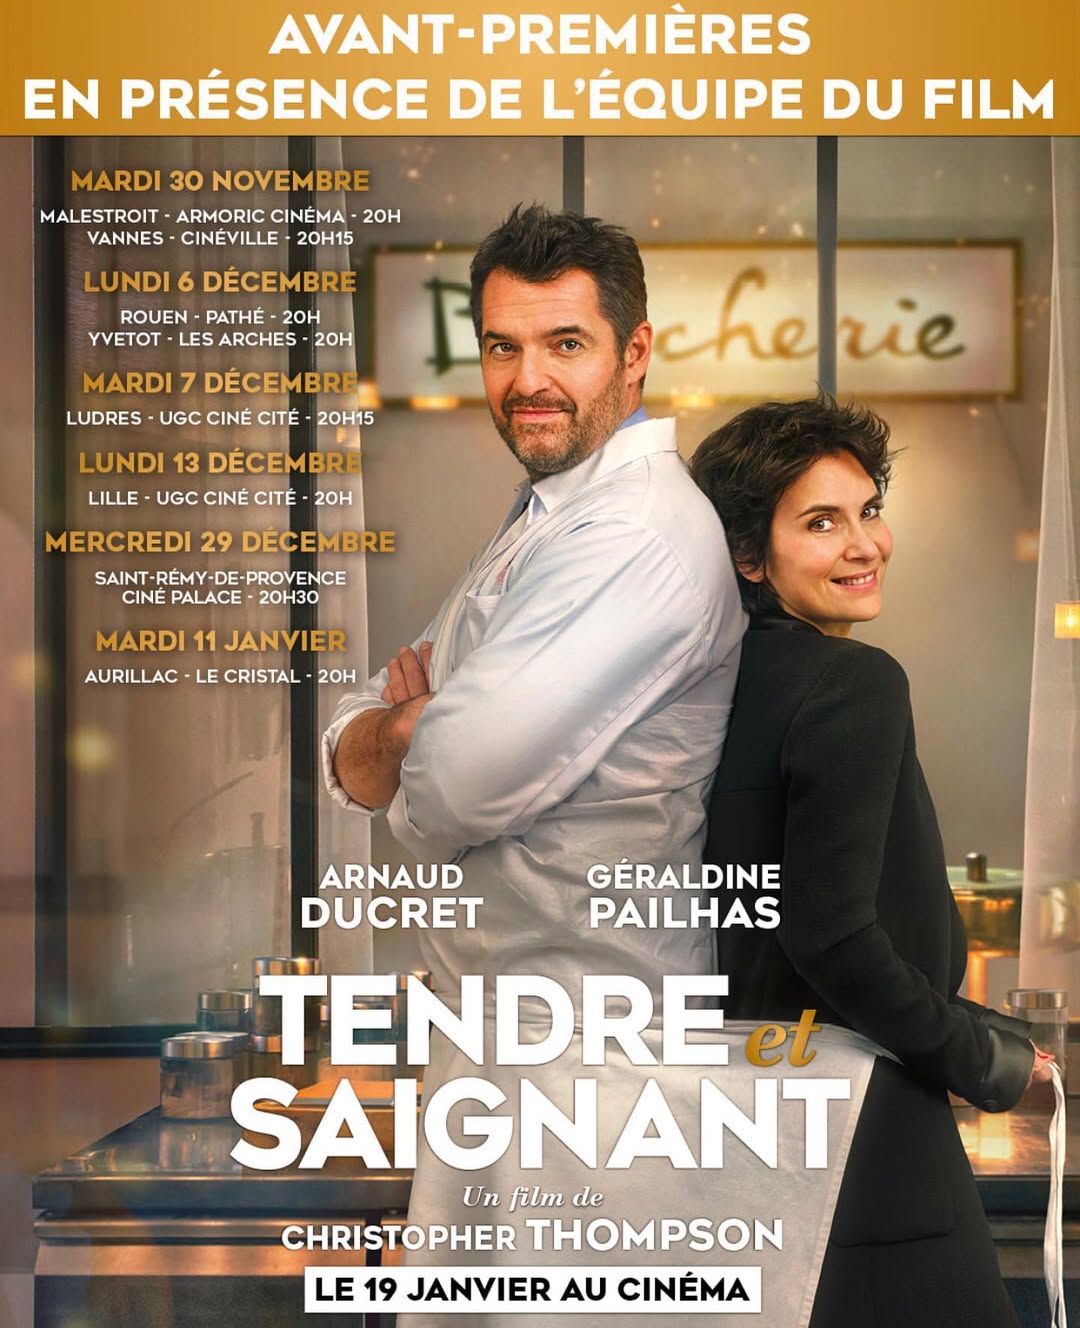 AVANT-PREMIÈRES
EN PRÉSENCE DE L'ÉQUIPE DU FILM
MARDI 30 NOVEMBRE
MALESTROIT - ARMORIC CINÉMA - 20H
VANNES - CINÉVILLE - 20H15
LUNDI 6 DÉCEMBRE
ROUEN - PATHÉ - 20H
YVETOT - LES ARCHES - 20H
MARDI 7 DÉCEMBRE
LUDRES - UGC CINÉ CITÉ - 20H15
LUNDI 13 DÉCEMBRE
LILLE - UGC CINÉ CITÉ - 20H
MERCREDI 29 DÉCEMBRE
SAINT-RÉMY-DE-PROVENCE
CINÉ PALACE - 20H30
MARDI 11 JANVIER
AURILLAC - LE CRISTAL - 20H
Boucherie
ARNAUD
DUCRET
GÉRALDINE
PAILHAS
TENDRE et
SAIGNANT
Un film de
CHRISTOPHER THOMPSON
LE 19 JANVIER AU CINÉMA